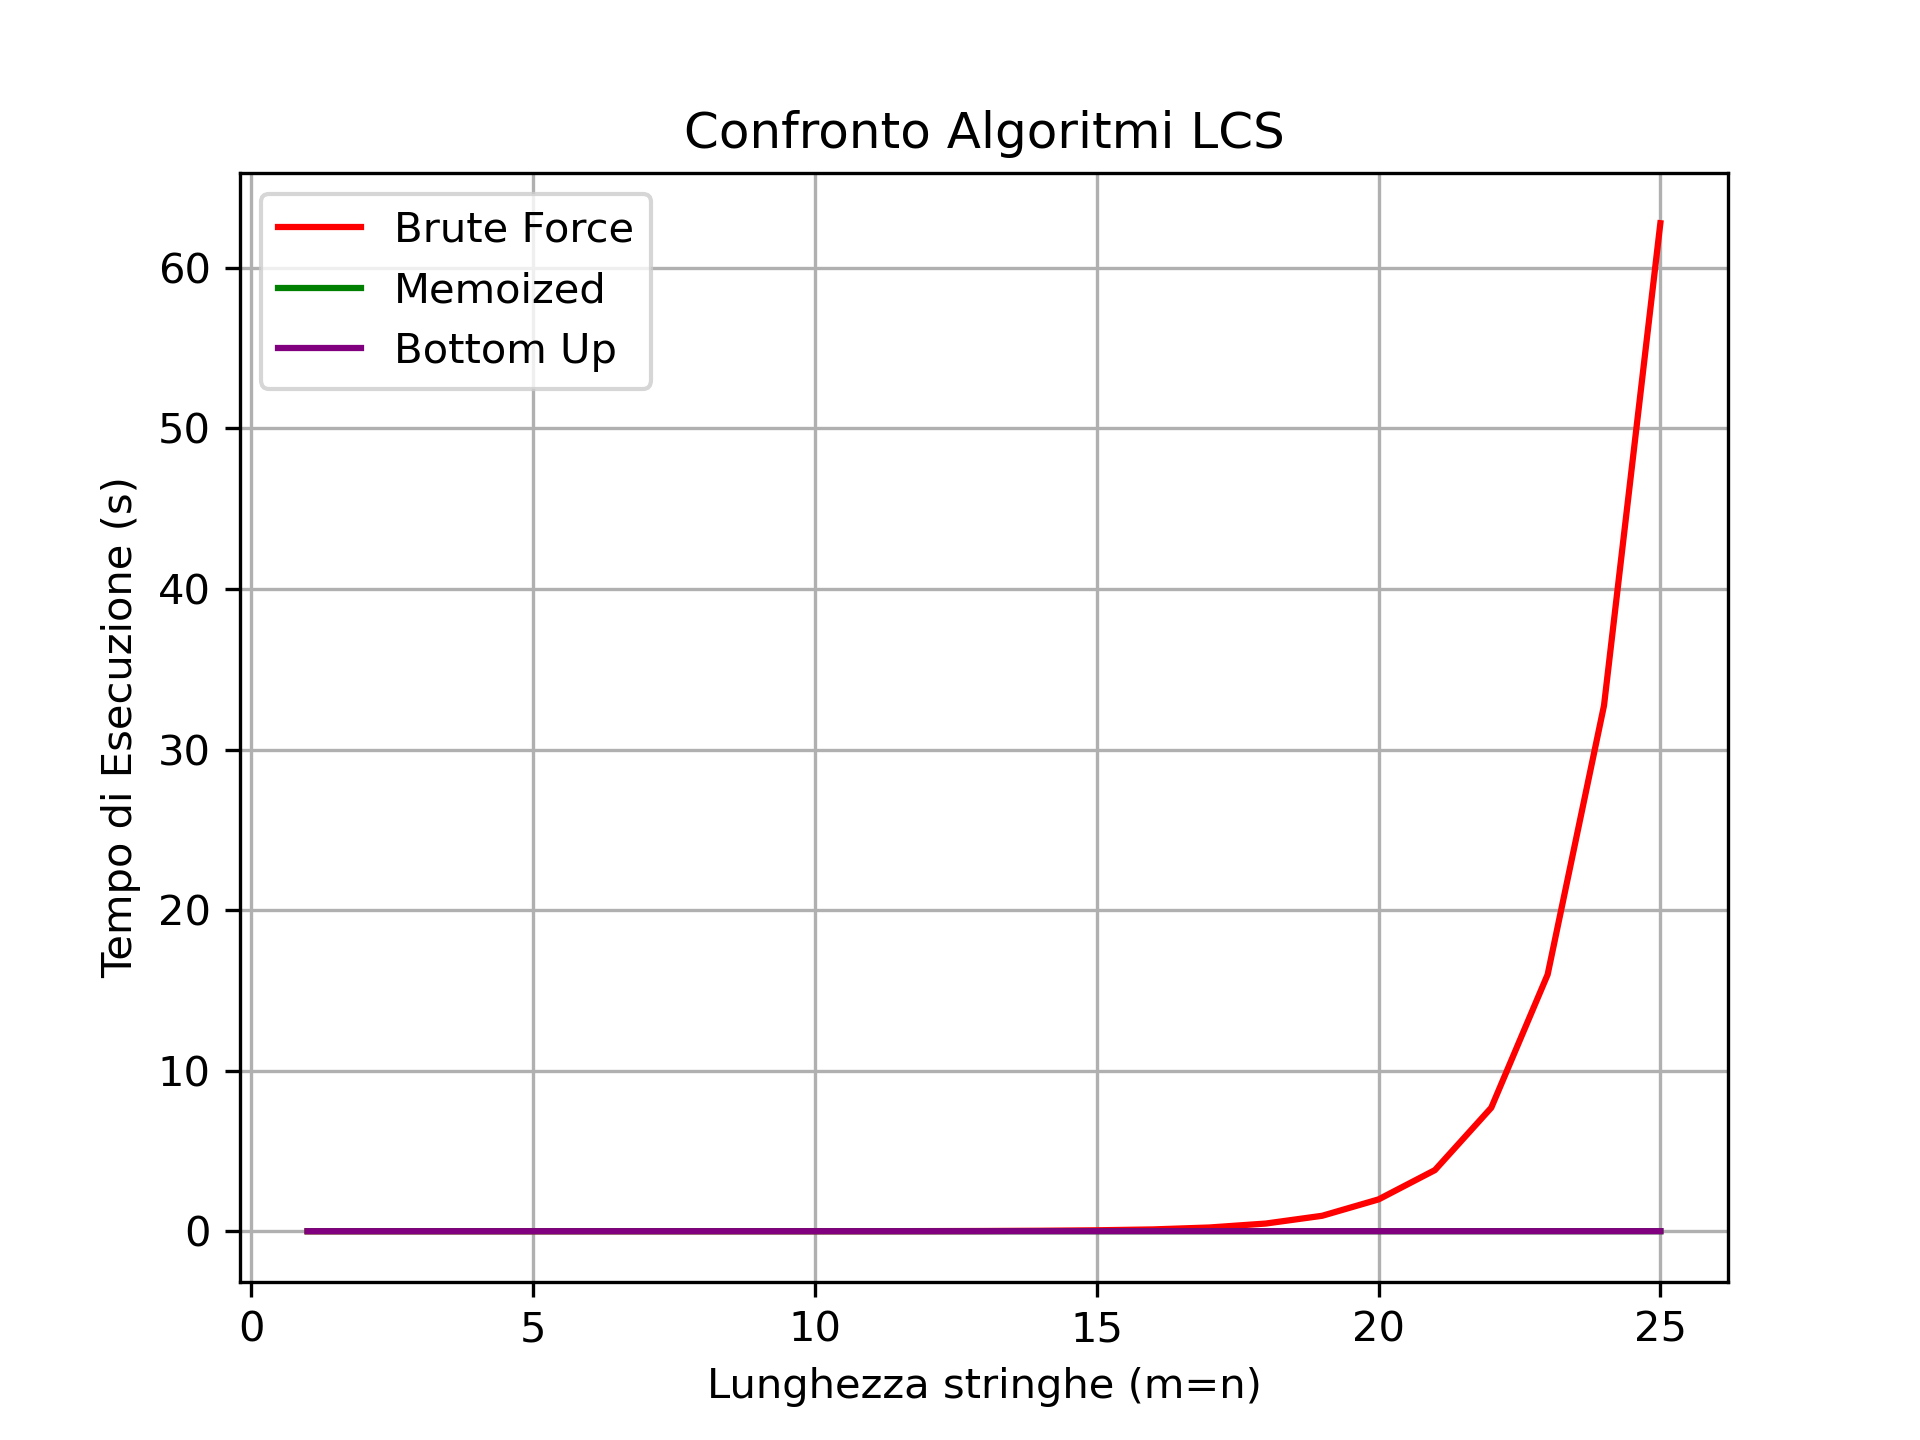 Confronto Algoritmi LCS
Brute Force
Memoized
Bottom Up
Tempo di Esecuzione (s)
60
50
40
30
20
10
0
0 5 10 15 20 25
Lunghezza stringhe (m=n)